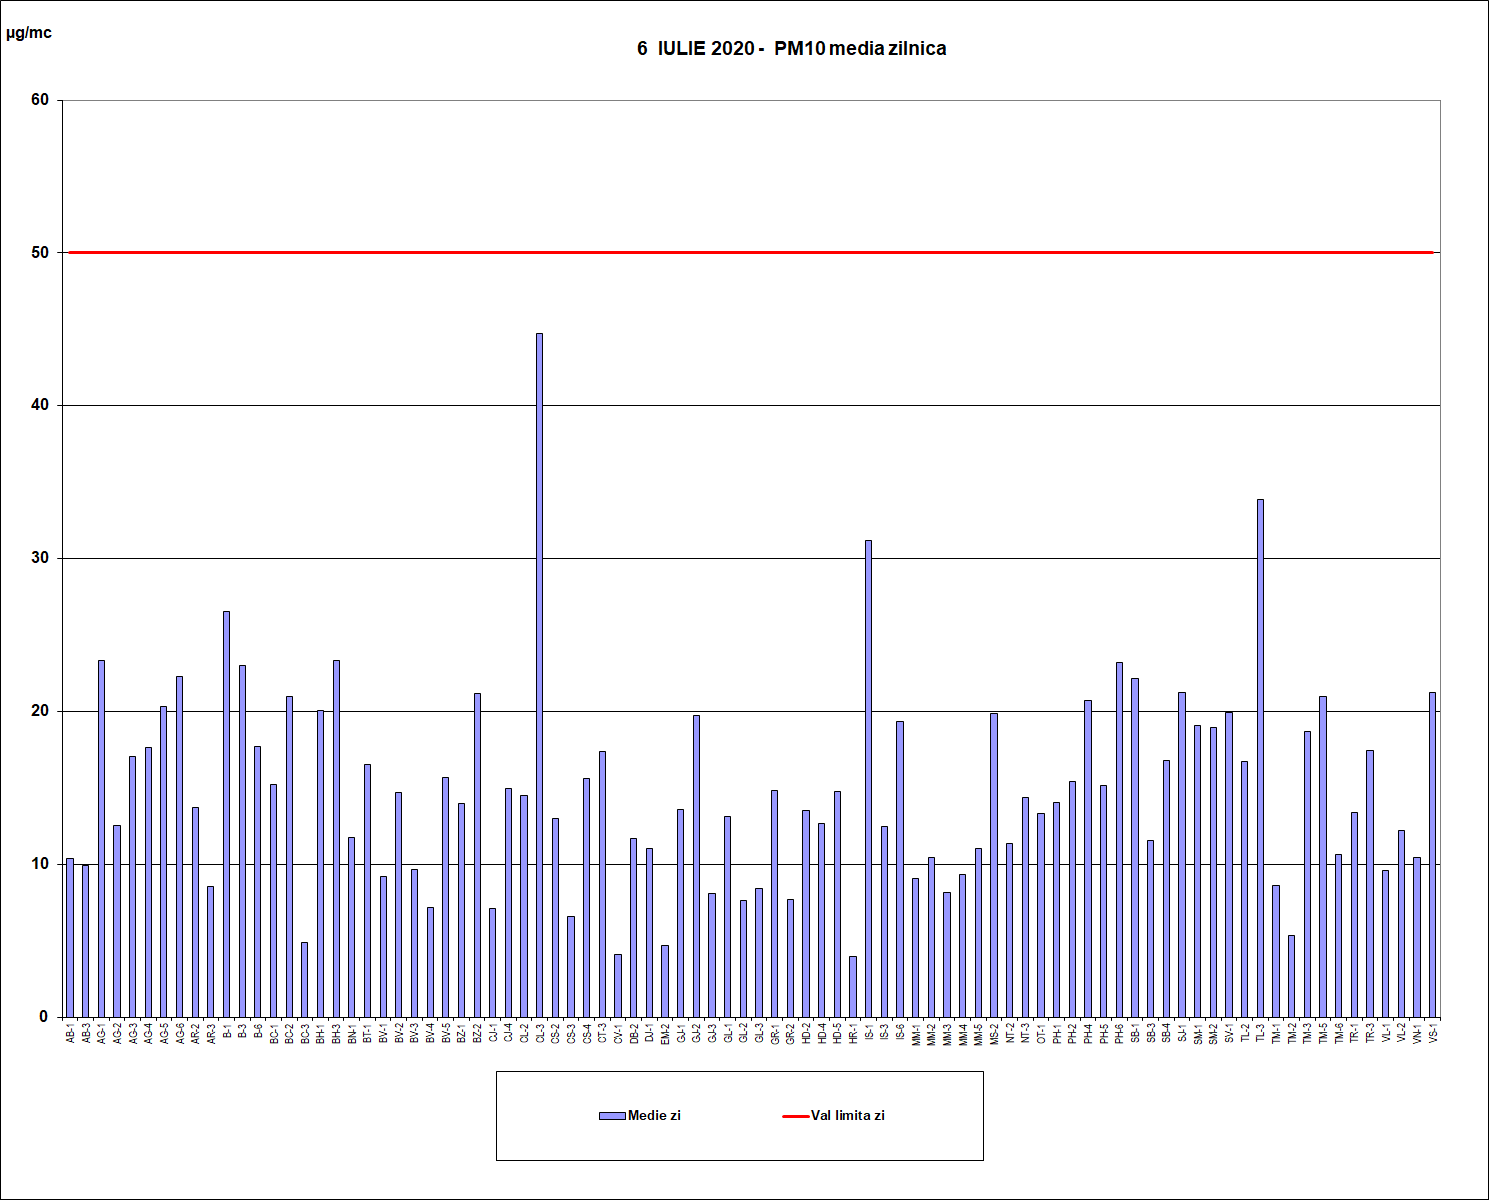 µg/mc
6 IULIE 2020 - PM10 media zilnica
60
50
40
30
20
10
0
AB-1 AB-3 AG-1 AG-2 AG-3 AG-4 AG-5 AG-6 AR-2 AR-3 B-1 B-3 B-6 BC-1 BC-2 BC-3 BH-1 BH-3 BN-1 BT-1 BV-1 BV-2 BV-3 BV-4 BV-5 BZ-1 BZ-2 CJ-1 CJ-4 CL-2 CL-3 CS-2 CS-3 CS-4 CT-3 CV-1 DB-2 DJ-1 EM-2 GJ-1 GJ-2 GJ-3 GL-1 GL-2 GL-3 GR-1 GR-2 HD-2 HD-4 HD-5 HR-1 IS-1 IS-3 IS-6 MM-1 MM-2 MM-3 MM-4 MM-5 MS-2 NT-2 NT-3 OT-1 PH-1 PH-2 PH-4 PH-5 PH-6 SB-1 SB-3 SB-4 SJ-1 SM-1 SM-2 SV-1 TL-2 TL-3 TM-1 TM-2 TM-3 TM-5 TM-6 TR-1 TR-3 VL-1 VL-2 VN-1 VS-1
Medie zi Val limita zi